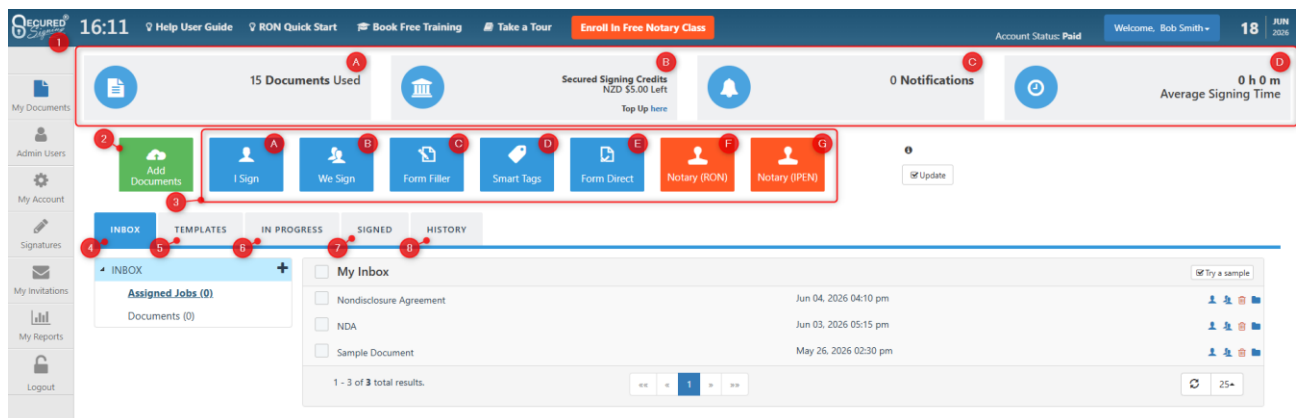 SECURED
Signing
16:11 Help User Guide RON Quick Start Book Free Training Take a Tour Enroll In Free Notary Class Account Status: Paid Welcome, Bob Smith 18 JUN 2026
1
A B C D
15 Documents Used
Secured Signing Credits
NZD $5.00 Left
Top Up here
0 Notifications
0 h 0 m
Average Signing Time
My Documents
Admin Users
My Account
Signatures
My Invitations
My Reports
Logout
2
Add
Documents
3
A B C D E F G
I Sign We Sign Form Filler Smart Tags Form Direct Notary (RON) Notary (IPEN)
Update
INBOX TEMPLATES IN PROGRESS SIGNED HISTORY
4 5 6 7 8
INBOX
Assigned Jobs (0)
Documents (0)
My Inbox Try a sample
Nondisclosure Agreement Jun 04, 2026 04:10 pm
NDA Jun 03, 2026 05:15 pm
Sample Document May 26, 2026 02:30 pm
1 - 3 of 3 total results. «« « 1 » »» 25